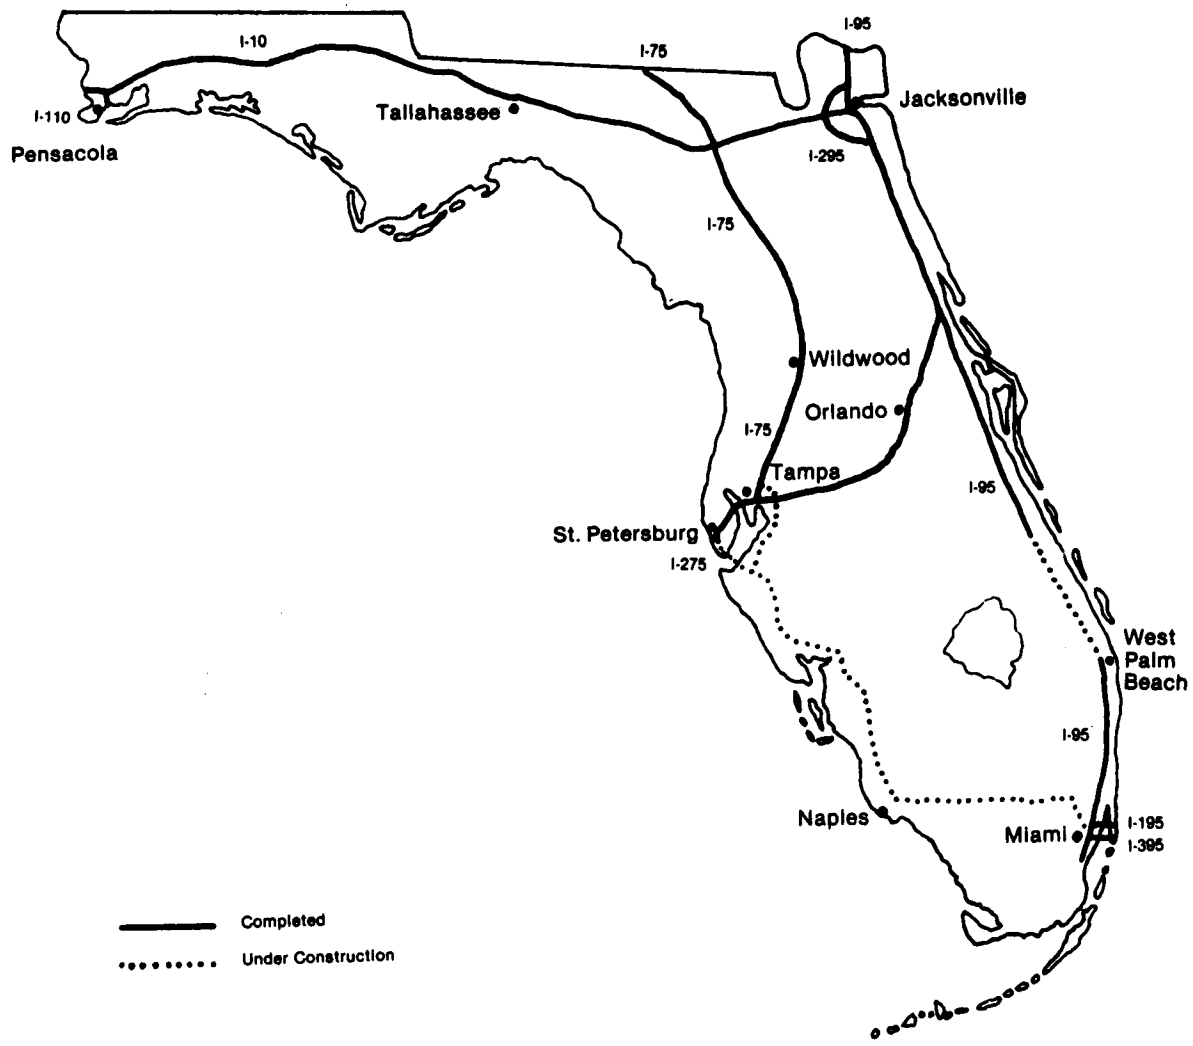 I-95
I-10
I-75
Jacksonville
Tallahassee
I-110
Pensacola
I-295
I-75
Wildwood
Orlando
I-75
Tampa
I-95
St. Petersburg
I-275
West
Palm
Beach
I-95
Naples
Miami
I-195
I-395
Completed
Under Construction